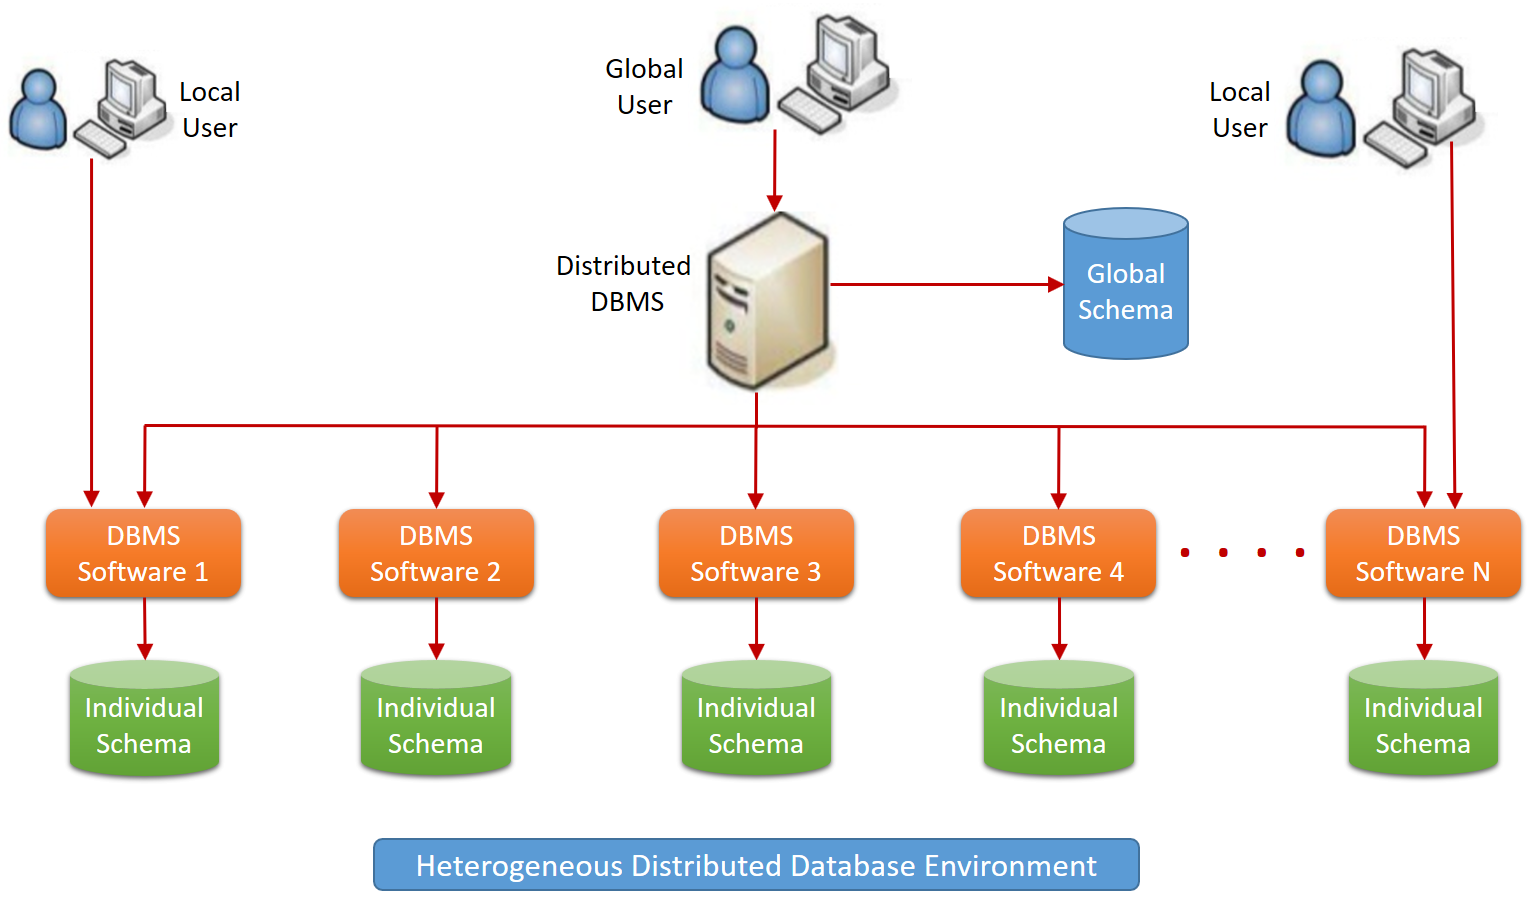 Local
User
Global
User
Local
User
Distributed
DBMS
Global
Schema
DBMS
Software 1
DBMS
Software 2
DBMS
Software 3
DBMS
Software 4
DBMS
Software N
Individual
Schema
Individual
Schema
Individual
Schema
Individual
Schema
Individual
Schema
Heterogeneous Distributed Database Environment